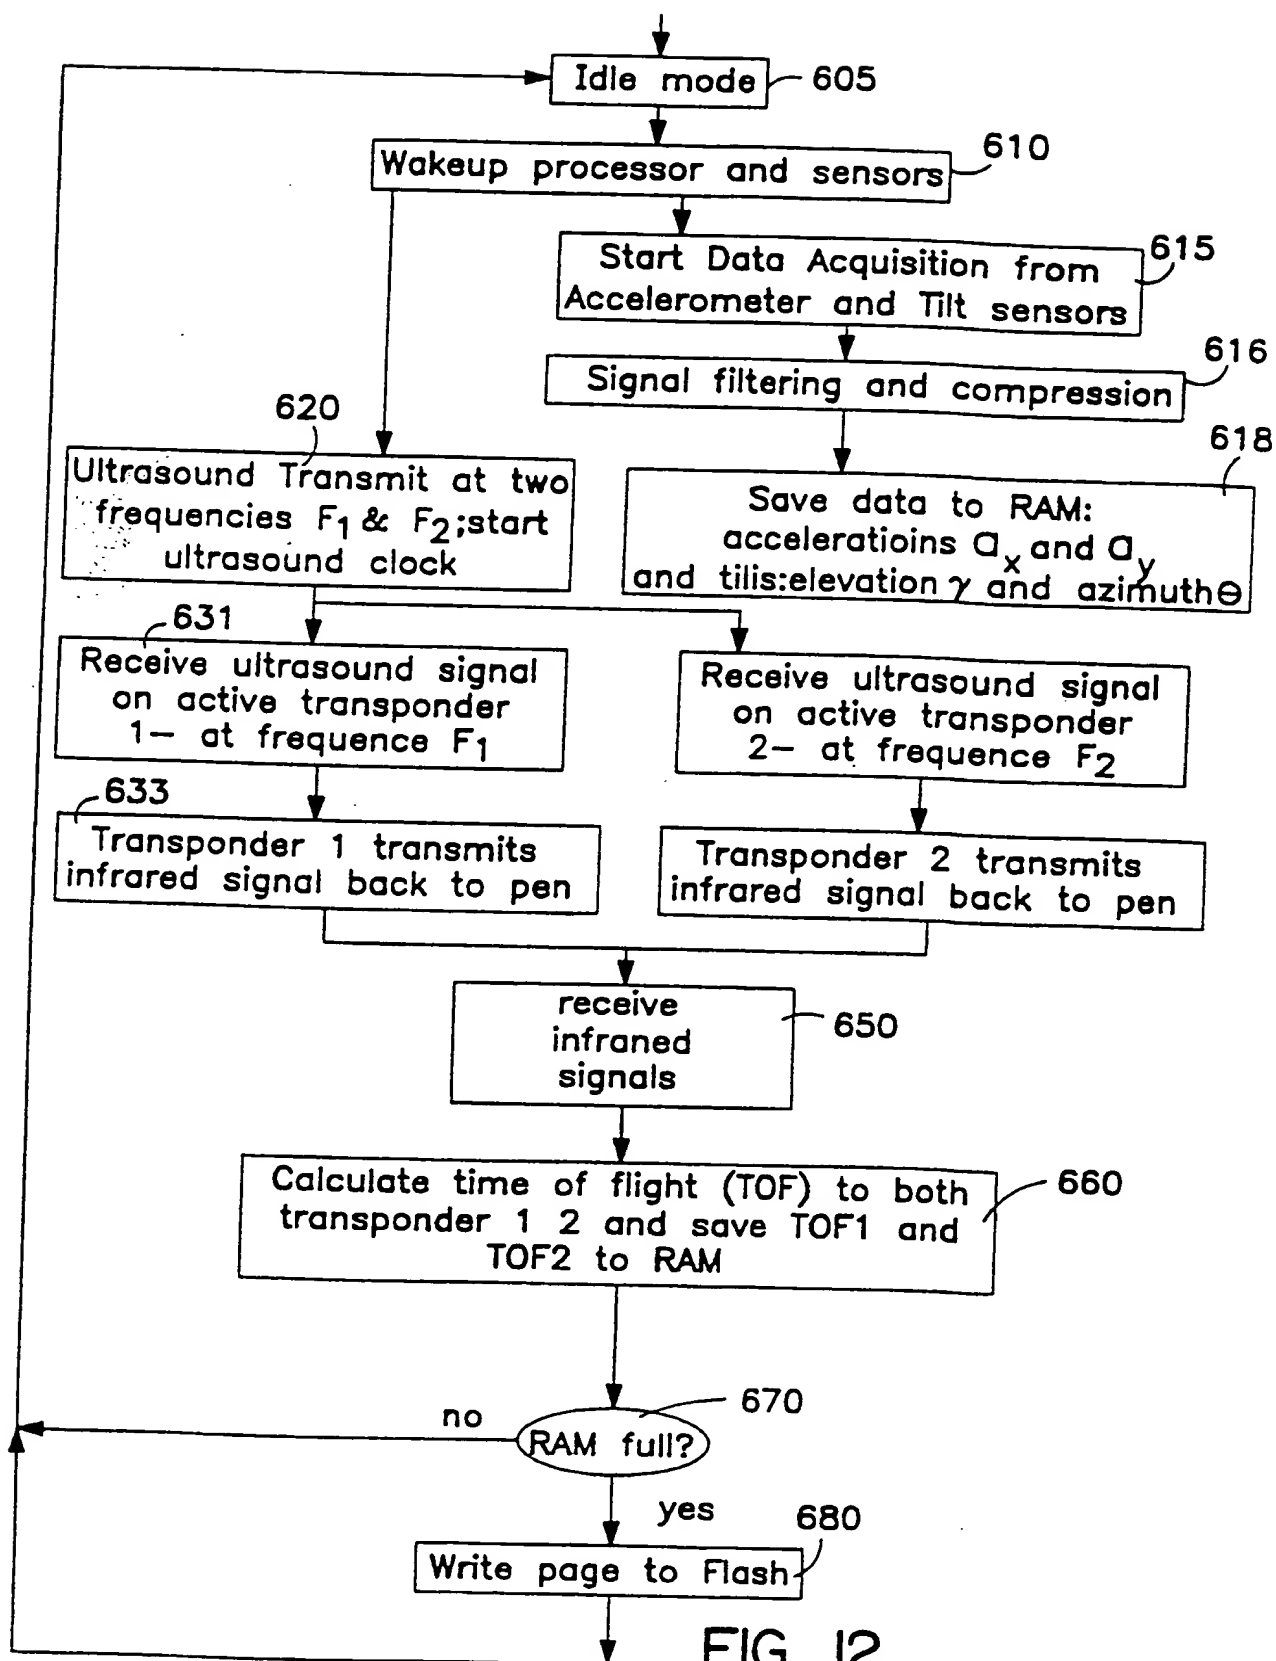 Idle mode
605
Wakeup processor and sensors
610
Start Data Acquisition from
Accelerometer and Tilt sensors
615
Signal filtering and compression
616
620
Ultrasound Transmit at two
frequencies F1 & F2;start
ultrasound clock
618
Save data to RAM:
acceleratioins ax and ay
and tilis:elevation γ and azimuthΘ
631
Receive ultrasound signal
on active transponder
1– at frequence F1
Receive ultrasound signal
on active transponder
2– at frequence F2
633
Transponder 1 transmits
infrared signal back to pen
Transponder 2 transmits
infrared signal back to pen
receive
infraned
signals
650
Calculate time of flight (TOF) to both
transponder 1 2 and save TOF1 and
TOF2 to RAM
660
670
no
RAM full?
yes
680
Write page to Flash
FIG. 12